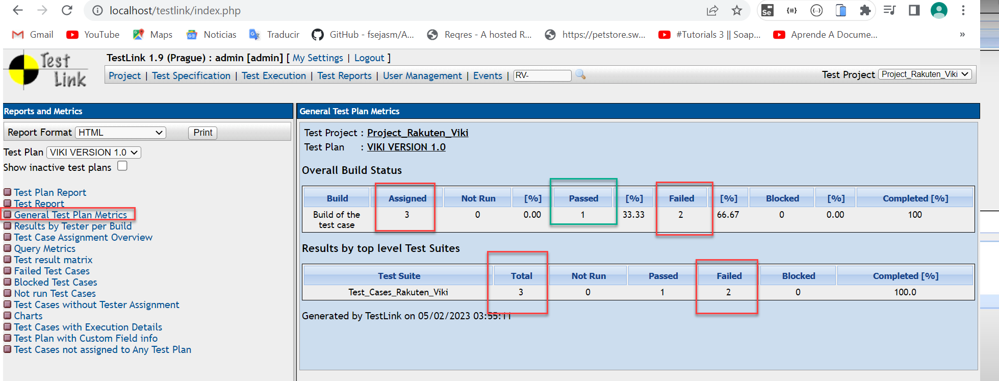 localhost/testlink/index.php
Gmail YouTube Maps Noticias Traducir GitHub - fsejasm/A... Reqres - A hosted R... https://petstore.sw... #Tutorials 3 || Soap... Aprende A Docume... »
Test Link
TestLink 1.9 (Prague) : admin [admin] [ My Settings | Logout ]
Project | Test Specification | Test Execution | Test Reports | User Management | Events | RV- Test Project Project_Rakuten_Viki
Reports and Metrics
Report Format HTML Print
Test Plan VIKI VERSION 1.0
Show inactive test plans
Test Plan Report
Test Report
General Test Plan Metrics
Results by Tester per Build
Test Case Assignment Overview
Query Metrics
Test result matrix
Failed Test Cases
Blocked Test Cases
Not run Test Cases
Test Cases without Tester Assignment
Charts
Test Cases with Execution Details
Test Plan with Custom Field info
Test Cases not assigned to Any Test Plan
General Test Plan Metrics
Test Project : Project_Rakuten_Viki
Test Plan : VIKI VERSION 1.0
Overall Build Status
Build Assigned Not Run [%] Passed [%] Failed [%] Blocked [%] Completed [%]
Build of the test case 3 0 0.00 1 33.33 2 66.67 0 0.00 100
Results by top level Test Suites
Test Suite Total Not Run Passed Failed Blocked Completed [%]
Test_Cases_Rakuten_Viki 3 0 1 2 0 100.0
Generated by TestLink on 05/02/2023 03:55:11